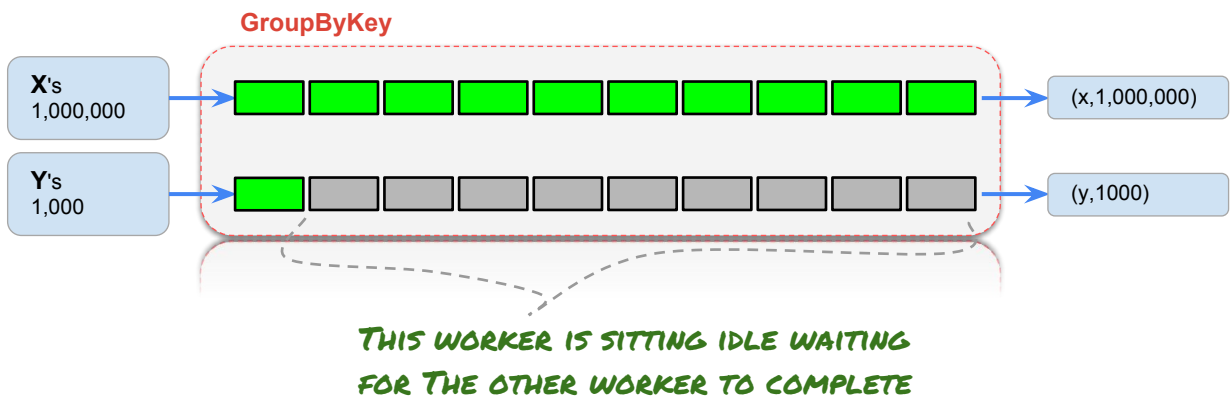 GroupByKey
X's
1,000,000
(x,1,000,000)
Y's
1,000
(y,1000)
THIS WORKER IS SITTING IDLE WAITING
FOR THE OTHER WORKER TO COMPLETE